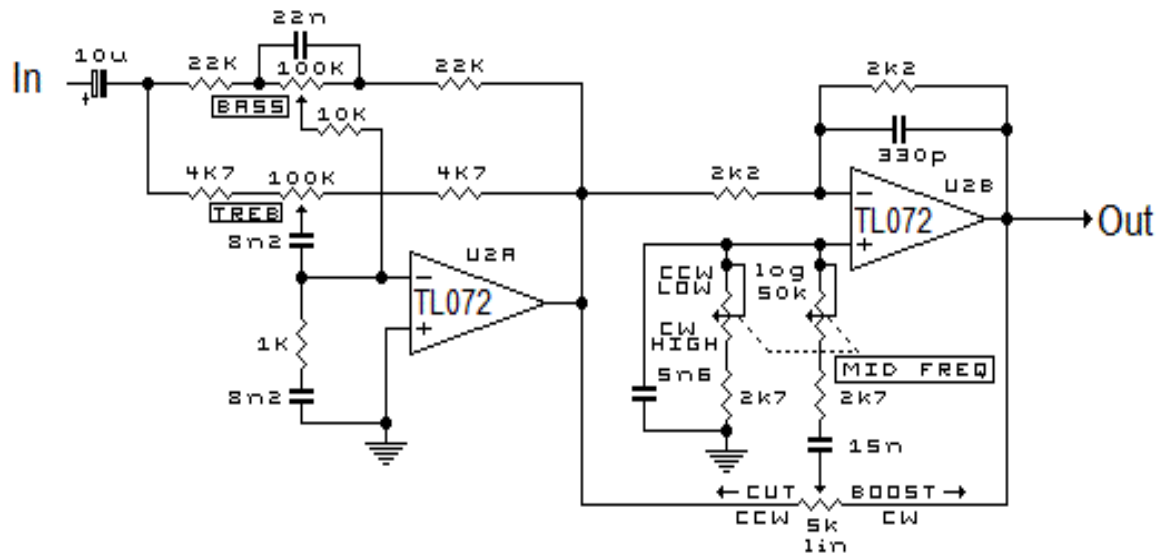 22n
10u
In
+
22K
100K
22K
BASS
10K
2k2
330p
4K7
100K
4K7
2k2
TREB
8n2
U2A
U2B
−
TL072
+
−
TL072
+
Out
1K
8n2
CCW
LOW
CW
HIGH
log
50k
MID FREQ
5n6
2k7
2k7
15n
CUT
CCW
BOOST
CW
5k
lin